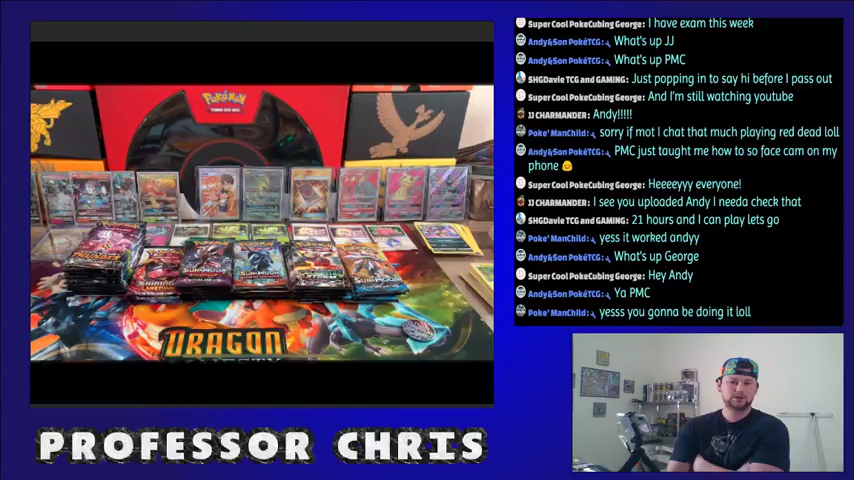 Super Cool PokeCubing George: I have exam this week
Andy&Son PokéTCG: What's up JJ
Andy&Son PokéTCG: What's up PMC
SHGDavie TCG and GAMING: Just popping in to say hi before I pass out
Super Cool PokeCubing George: And I'm still watching youtube
JJ CHARMANDER: Andy!!!!!
Poke' ManChild: sorry if mot I chat that much playing red dead loll
Andy&Son PokéTCG: PMC just taught me how to so face cam on my
phone
Super Cool PokeCubing George: Heeeeyyy everyone!
JJ CHARMANDER: I see you uploaded Andy I needa check that
SHGDavie TCG and GAMING: 21 hours and I can play lets go
Poke' ManChild: yess it worked andyy
Andy&Son PokéTCG: What's up George
Super Cool PokeCubing George: Hey Andy
Andy&Son PokéTCG: Ya PMC
Poke' ManChild: yesss you gonna be doing it loll
POKÉMON
DRAGON
PROFESSOR CHRIS